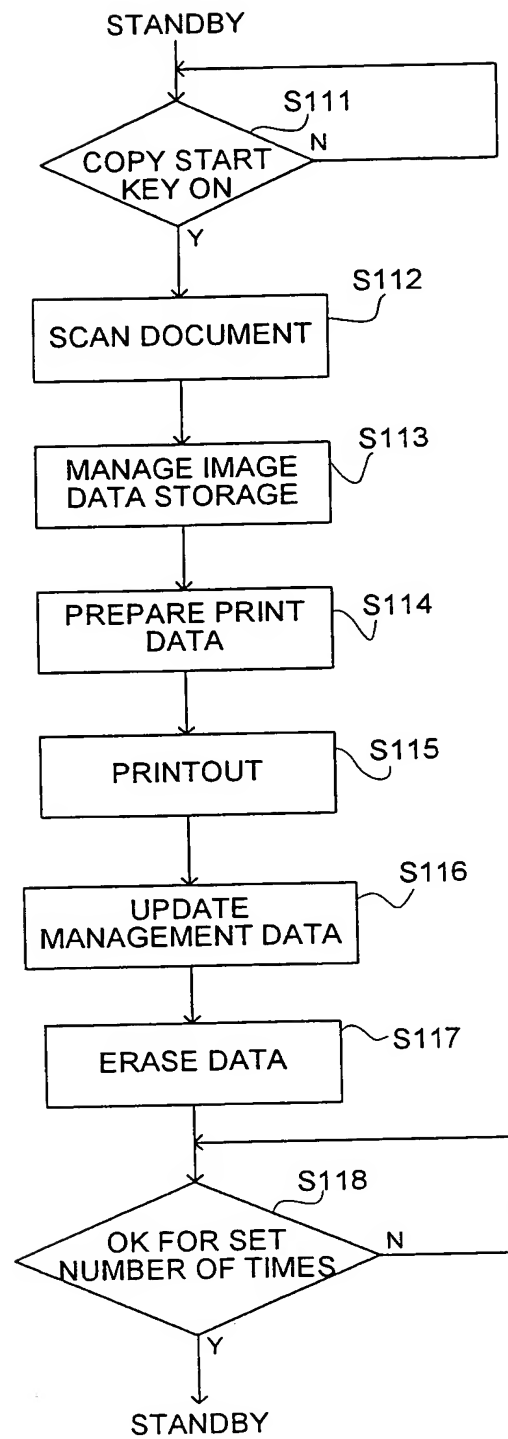 STANDBY
S111
N
COPY START
KEY ON
Y
S112
SCAN DOCUMENT
S113
MANAGE IMAGE
DATA STORAGE
S114
PREPARE PRINT
DATA
S115
PRINTOUT
S116
UPDATE
MANAGEMENT DATA
S117
ERASE DATA
S118
OK FOR SET
NUMBER OF TIMES
N
Y
STANDBY